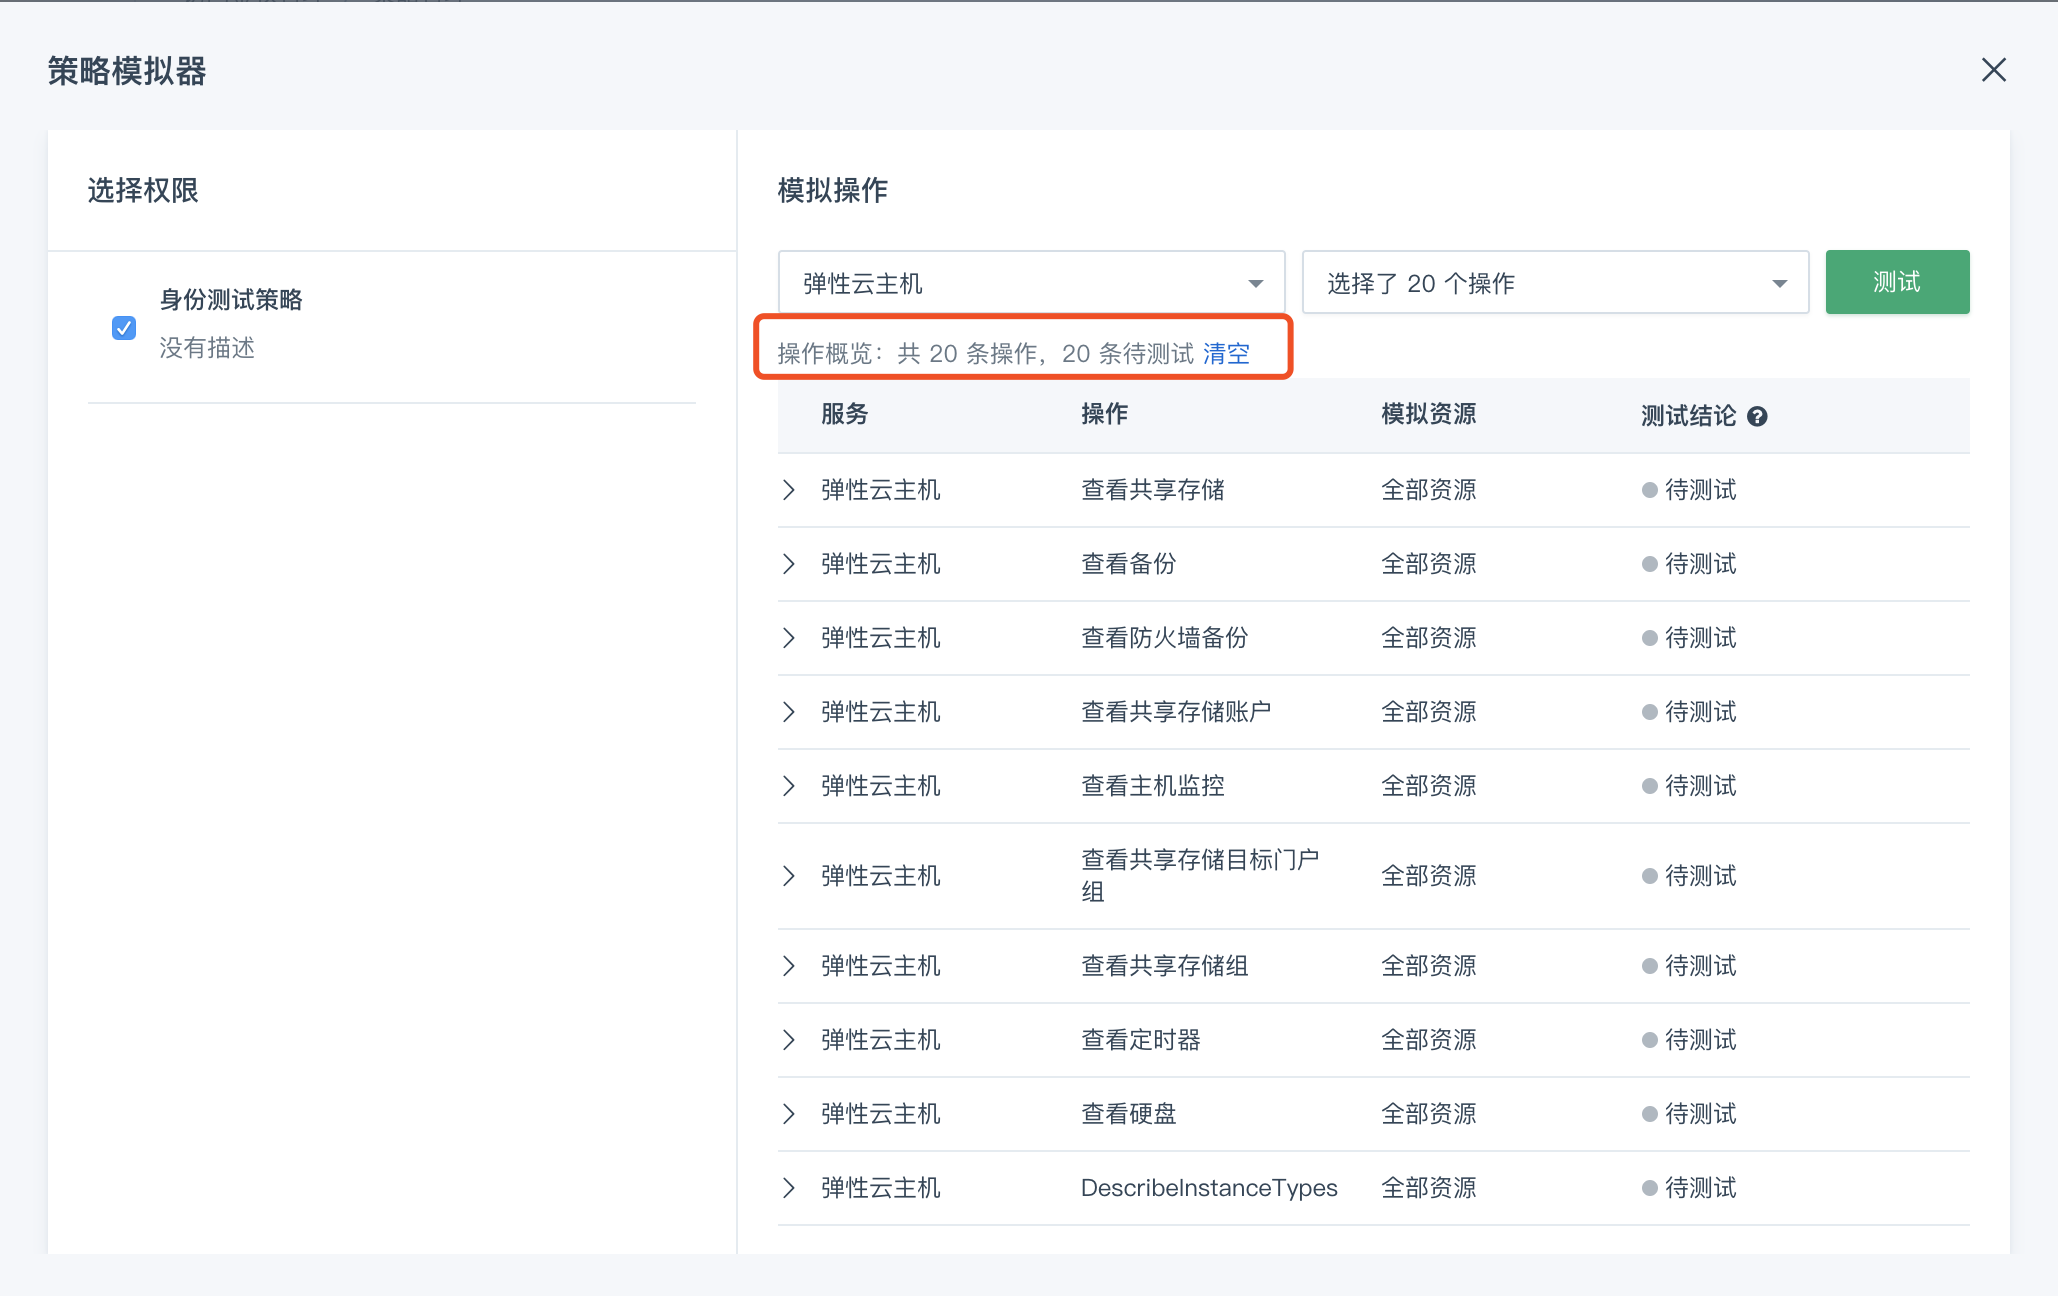 策略模拟器
选择权限
身份测试策略
没有描述
模拟操作
弹性云主机
选择了 20 个操作
测试
操作概览：共 20 条操作，20 条待测试 清空
服务 操作 模拟资源 测试结论
弹性云主机 查看共享存储 全部资源 待测试
弹性云主机 查看备份 全部资源 待测试
弹性云主机 查看防火墙备份 全部资源 待测试
弹性云主机 查看共享存储账户 全部资源 待测试
弹性云主机 查看主机监控 全部资源 待测试
弹性云主机 查看共享存储目标门户
组 全部资源 待测试
弹性云主机 查看共享存储组 全部资源 待测试
弹性云主机 查看定时器 全部资源 待测试
弹性云主机 查看硬盘 全部资源 待测试
弹性云主机 DescribeInstanceTypes 全部资源 待测试